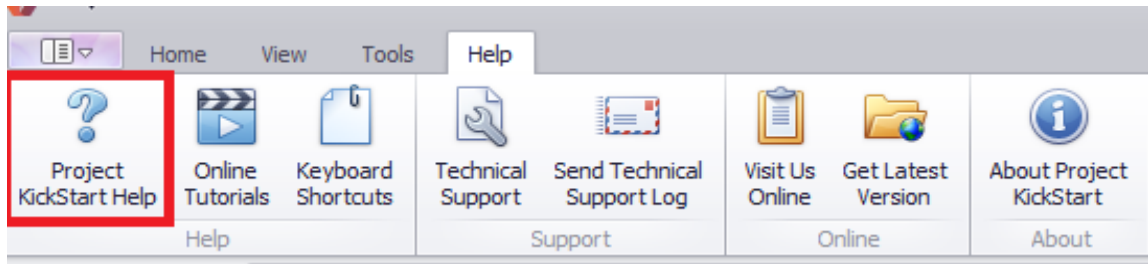 Home View Tools Help
Project KickStart Help
Online Tutorials
Keyboard Shortcuts
Technical Support
Send Technical Support Log
Visit Us Online
Get Latest Version
About Project KickStart
Help Support Online About